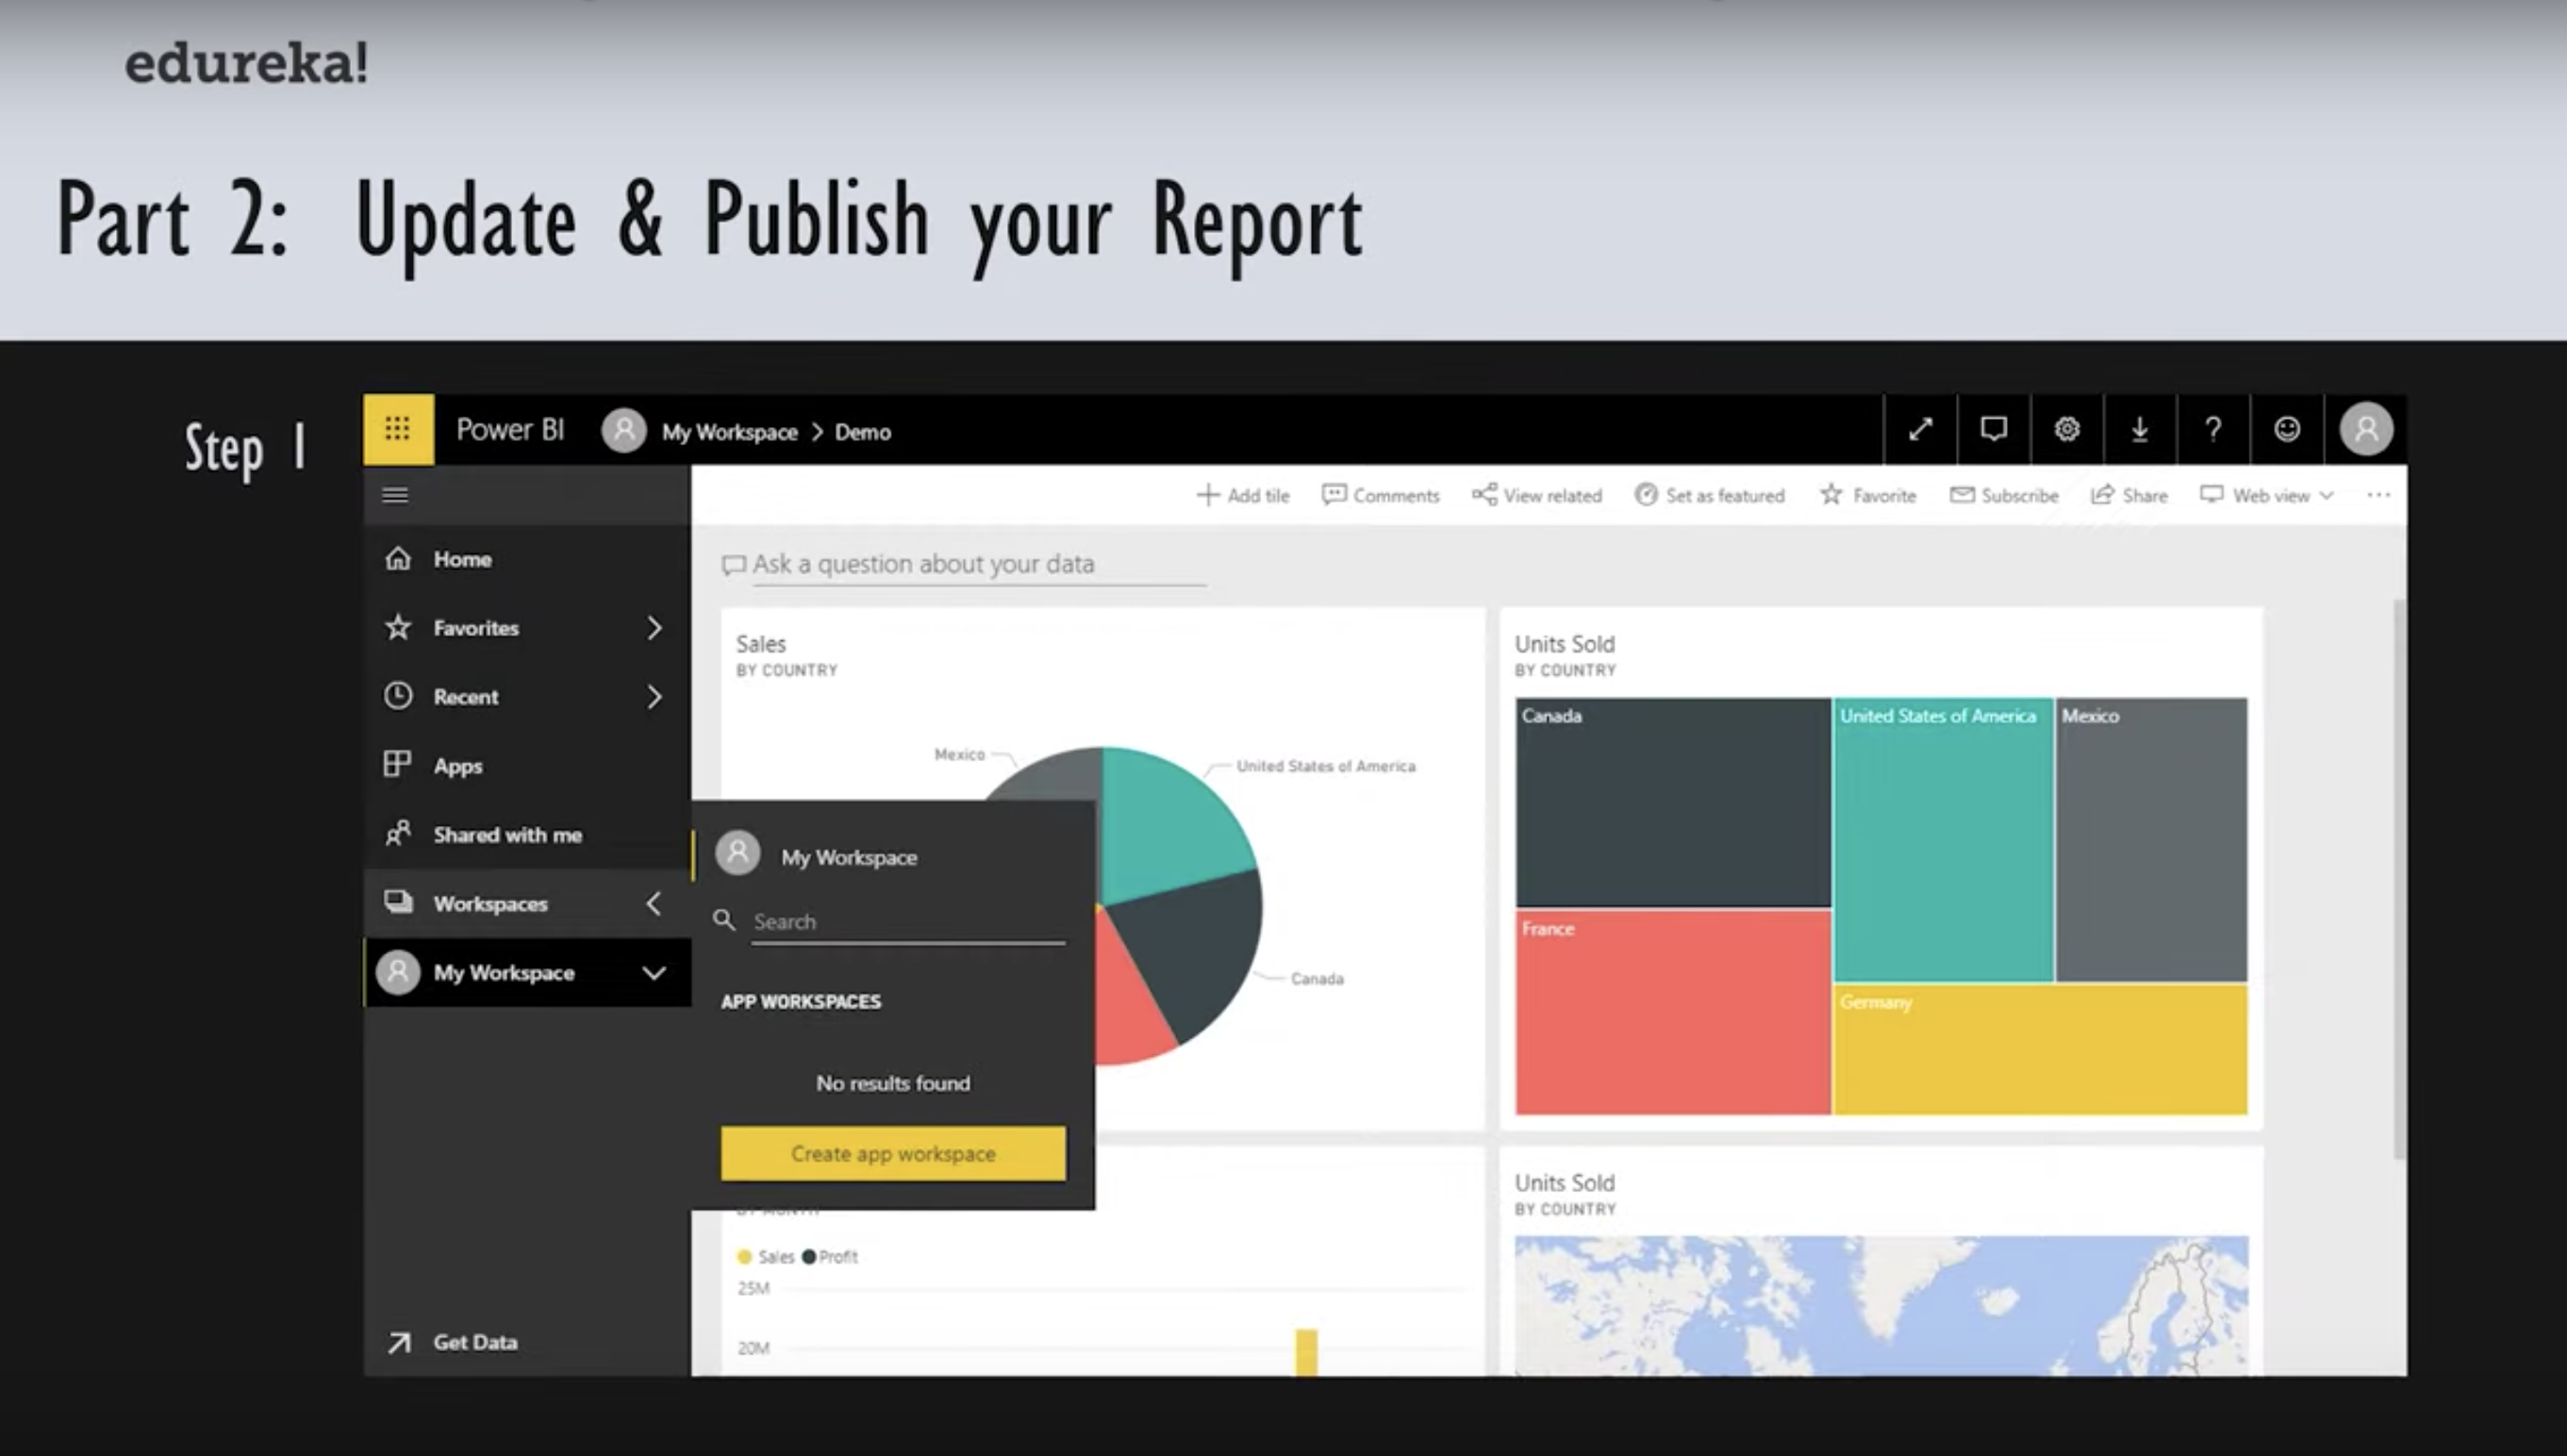 edureka!
Part 2: Update & Publish your Report
Step 1
Power BI My Workspace > Demo ?
Add tile Comments View related Set as featured Favorite Subscribe Share Web view ...
Home
Favorites
Recent
Apps
Shared with me
Workspaces
My Workspace
Get Data
My Workspace
Search
APP WORKSPACES
No results found
Create app workspace
Ask a question about your data
Sales
BY COUNTRY
Mexico
United States of America
Canada
Units Sold
BY COUNTRY
Canada
United States of America
Mexico
France
Germany
Sales Profit
25M
20M
Units Sold
BY COUNTRY